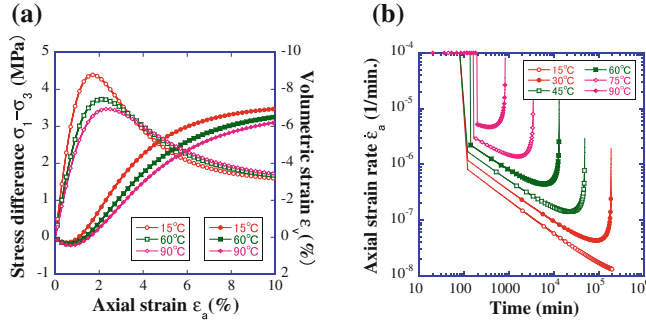 (a)
Stress difference σ1−σ3 (MPa)
5
4
3
2
1
0
-1
-10
-8
-6
-4
-2
0
2
Volumetric strain εv(%)
15°C
60°C
90°C
15°C
60°C
90°C
0 2 4 6 8 10
Axial strain εa(%)
(b)
Axial strain rate ε̇a (1/min.)
10-4
10-5
10-6
10-7
10-8
15°C
30°C
45°C
60°C
75°C
90°C
10 100 1000 104 105 106
Time (min)